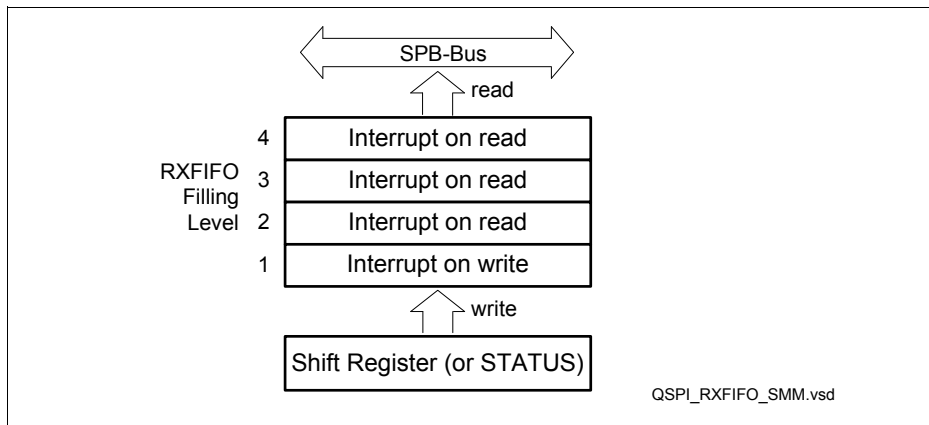 SPB-Bus
read
4 Interrupt on read
RXFIFO 3 Interrupt on read
Filling
Level 2 Interrupt on read
1 Interrupt on write
write
Shift Register (or STATUS)
QSPI_RXFIFO_SMM.vsd